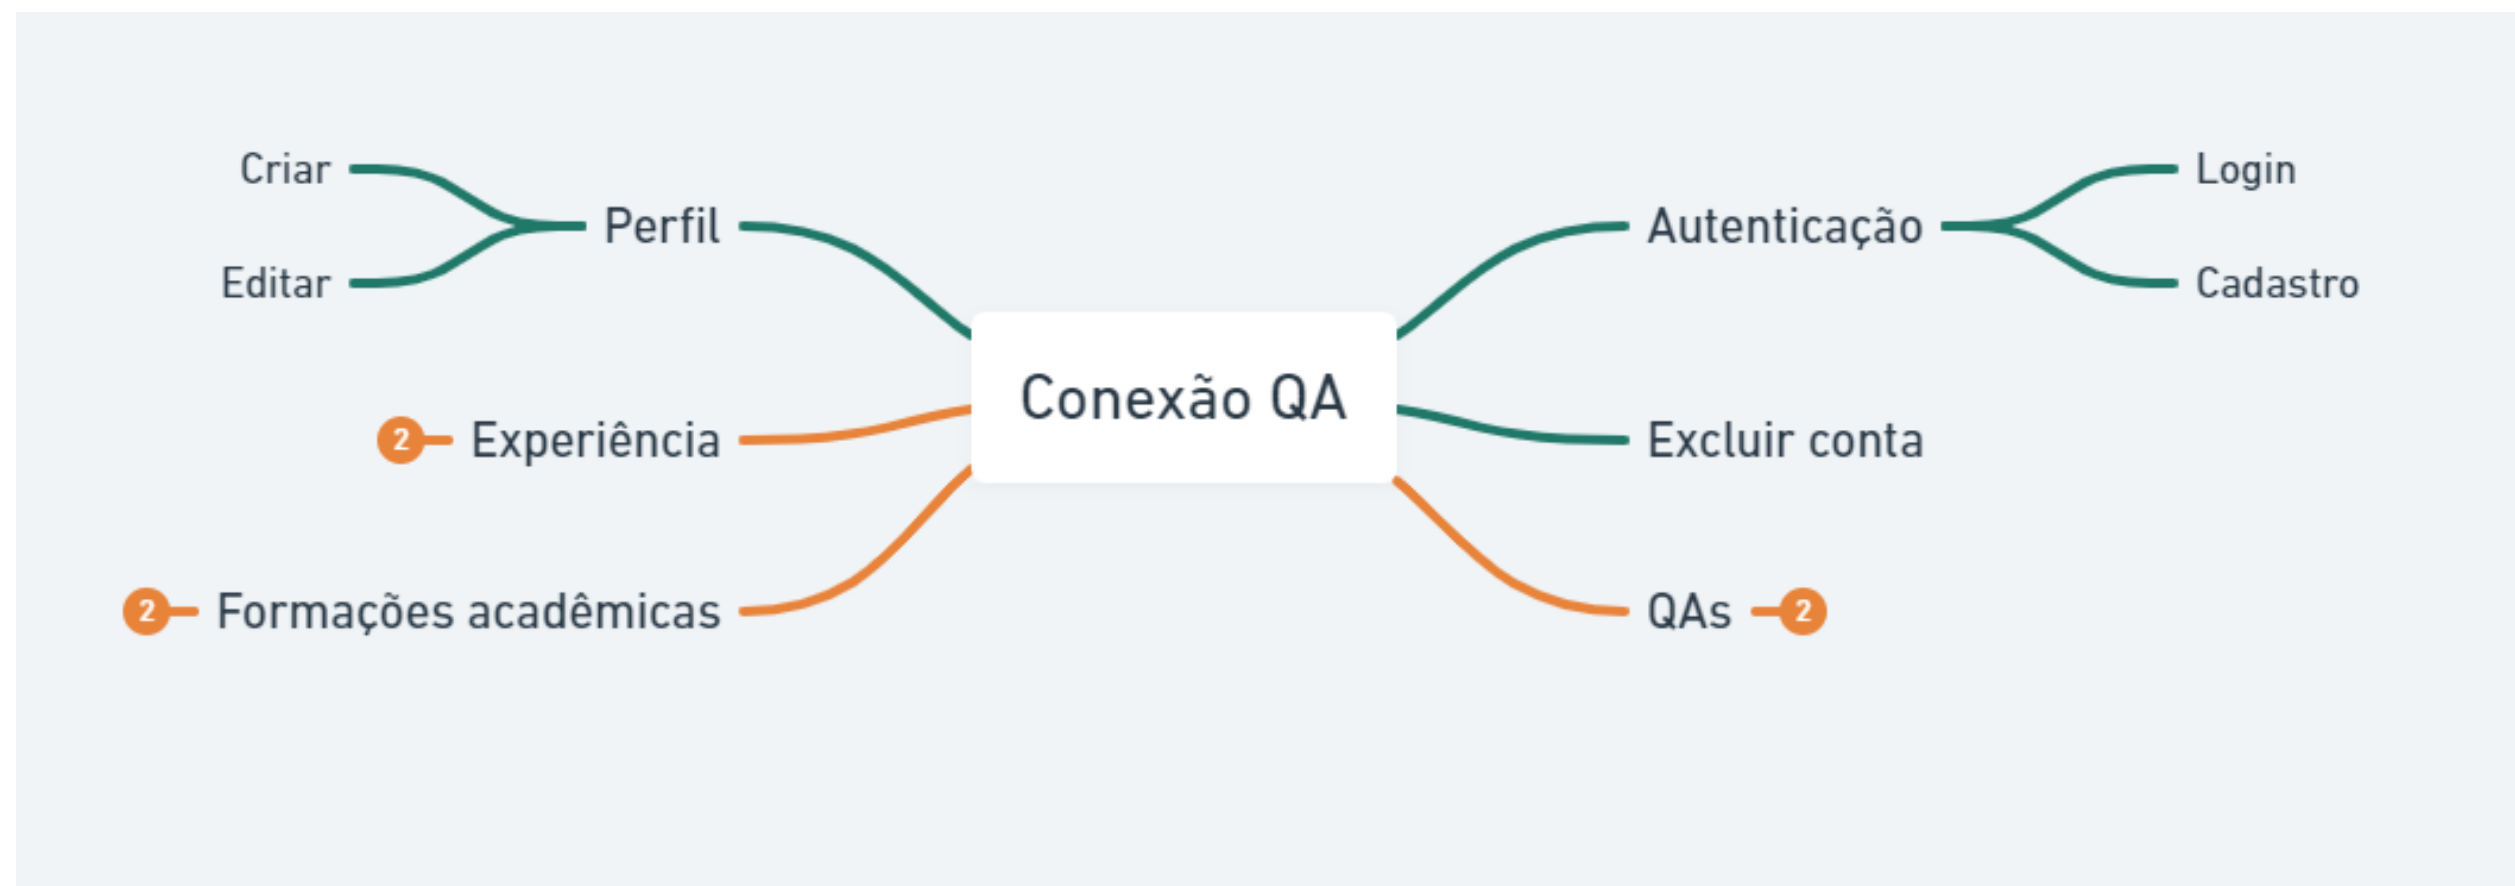 Criar
Login
Perfil
Autenticação
Editar
Cadastro
Conexão QA
2
Experiência
Excluir conta
2
Formações acadêmicas
QAs
2